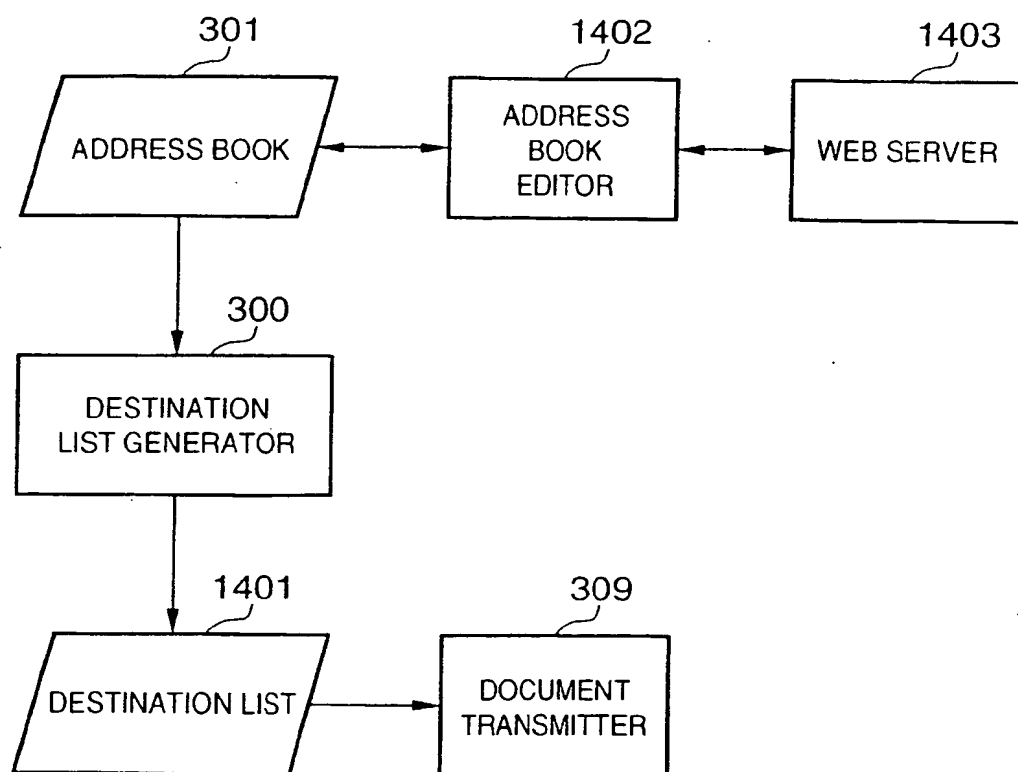 301
1402
1403
ADDRESS BOOK
ADDRESS
BOOK
EDITOR
WEB SERVER
300
DESTINATION
LIST GENERATOR
1401
309
DESTINATION LIST
DOCUMENT
TRANSMITTER